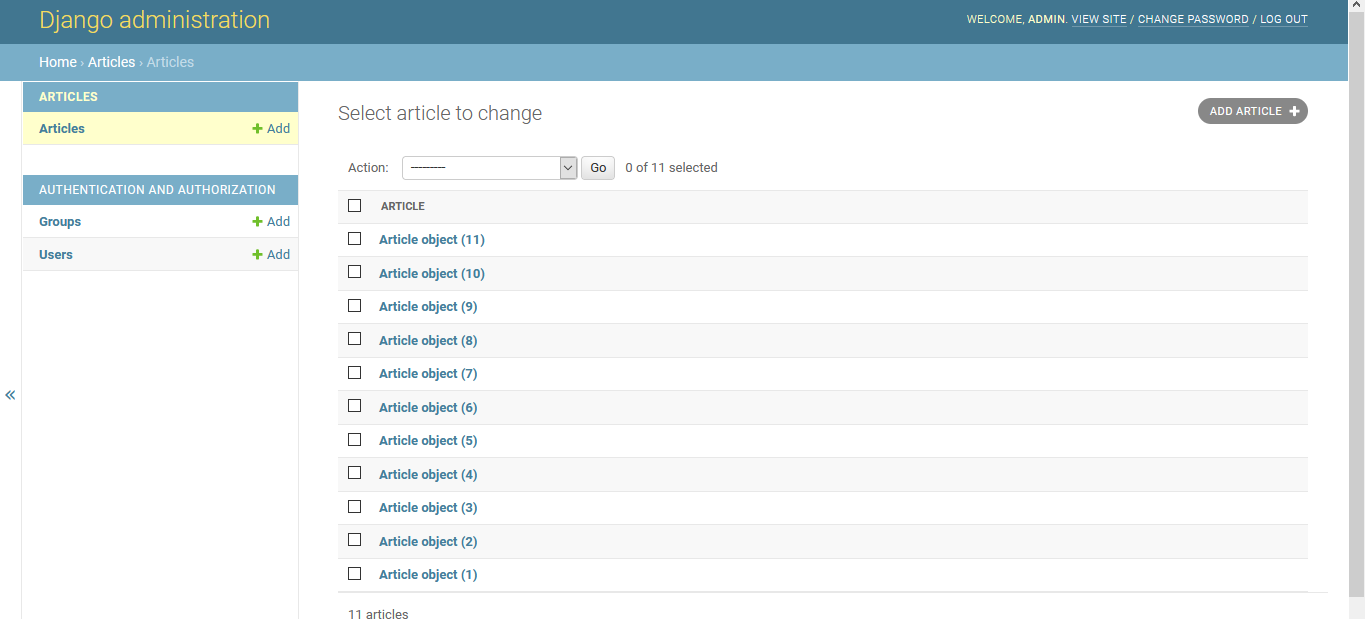 Django administration
WELCOME, ADMIN. VIEW SITE / CHANGE PASSWORD / LOG OUT
Home › Articles › Articles
ARTICLES
Articles + Add
AUTHENTICATION AND AUTHORIZATION
Groups + Add
Users + Add
«
Select article to change
ADD ARTICLE +
Action: --------- Go 0 of 11 selected
ARTICLE
Article object (11)
Article object (10)
Article object (9)
Article object (8)
Article object (7)
Article object (6)
Article object (5)
Article object (4)
Article object (3)
Article object (2)
Article object (1)
11 articles